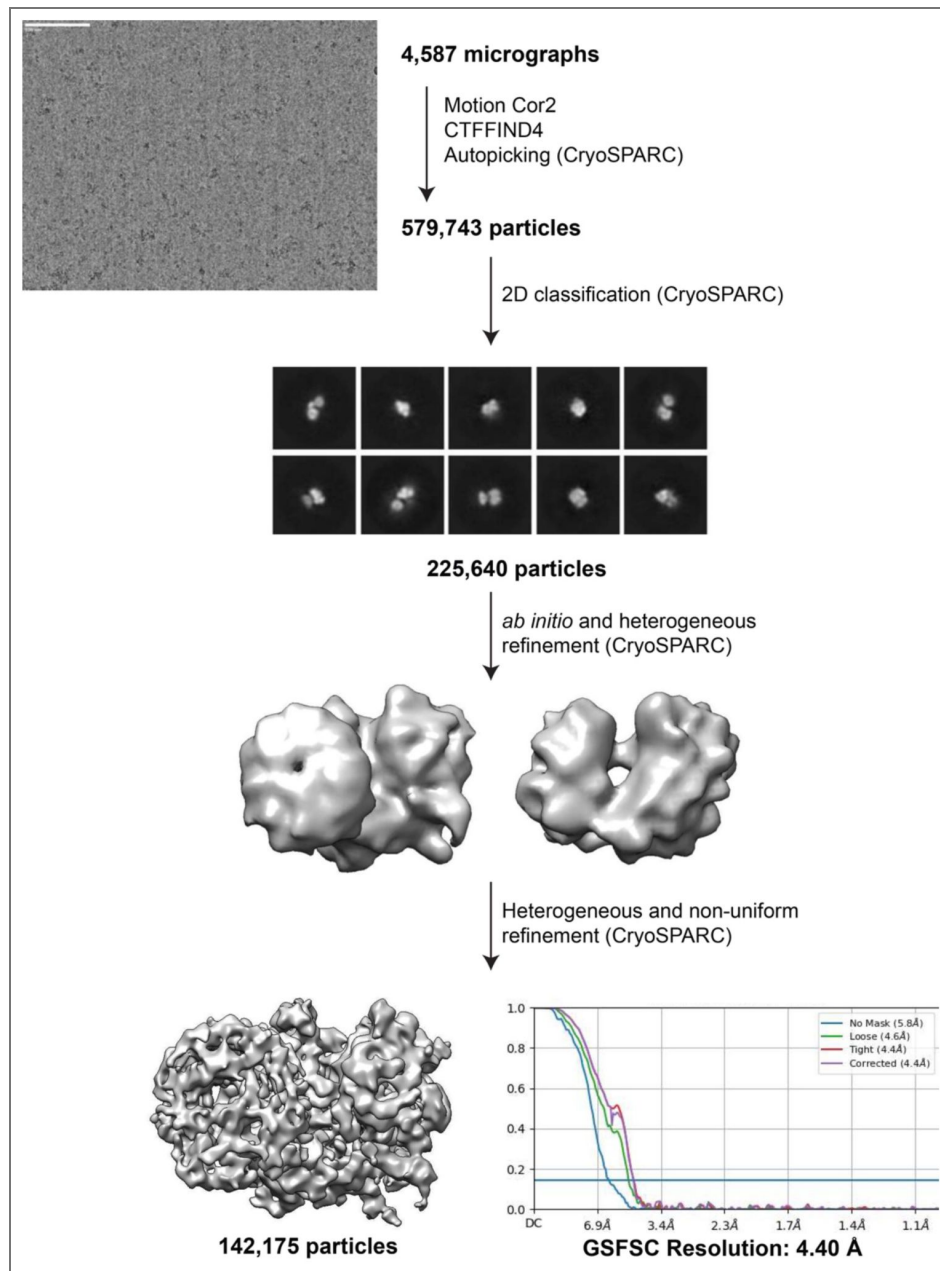 4,587 micrographs
Motion Cor2
CTFFIND4
Autopicking (CryoSPARC)
579,743 particles
2D classification (CryoSPARC)
225,640 particles
ab initio and heterogeneous
refinement (CryoSPARC)
Heterogeneous and non-uniform
refinement (CryoSPARC)
142,175 particles
1.0
0.8
0.6
0.4
0.2
0.0
No Mask (5.8Å)
Loose (4.6Å)
Tight (4.4Å)
Corrected (4.4Å)
DC 6.9Å 3.4Å 2.3Å 1.7Å 1.4Å 1.1Å
GSFSC Resolution: 4.40 Å